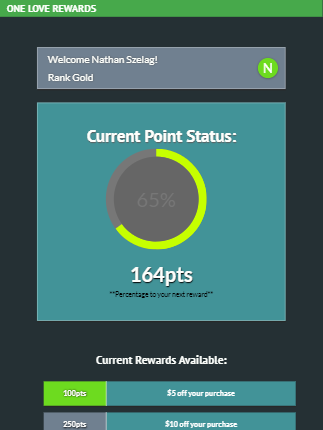 ONE LOVE REWARDS
Welcome Nathan Szelag!
N
Rank Gold
Current Point Status:
65%
164pts
**Percentage to your next reward**
Current Rewards Available:
100pts $5 off your purchase
250pts $10 off your purchase